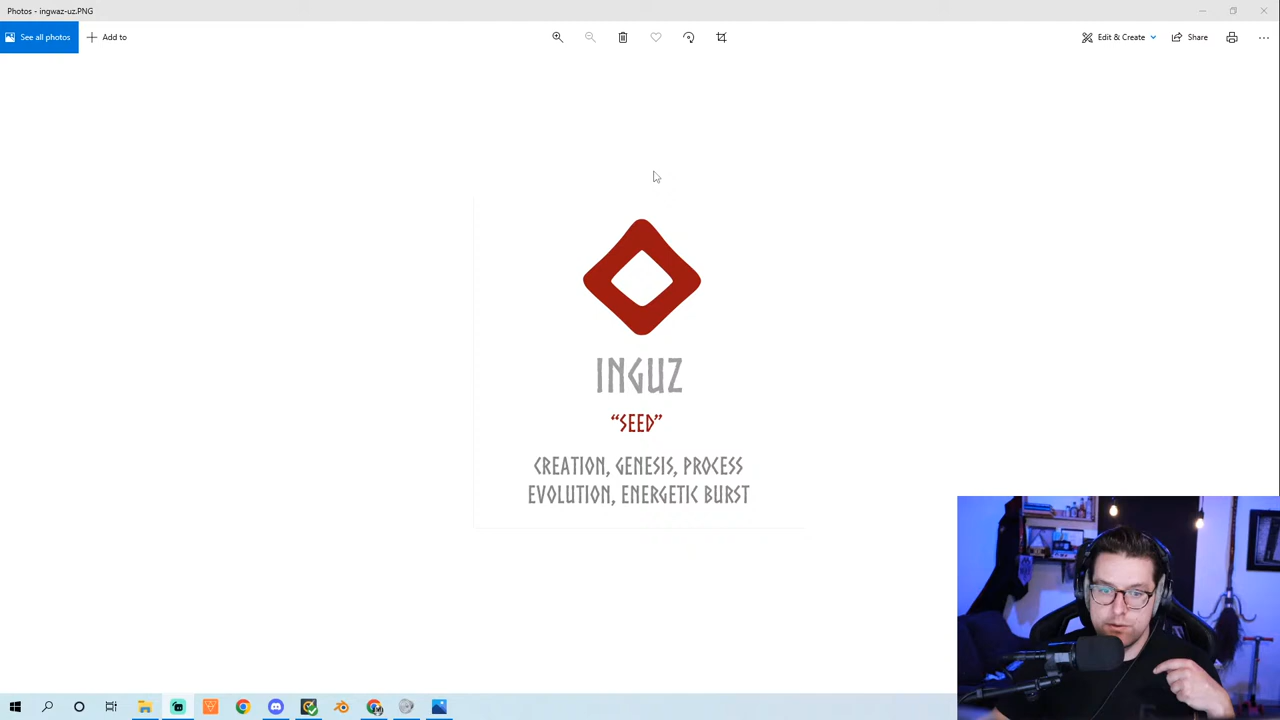 Photos - ingwaz-uz.PNG
See all photos
Add to
Edit & Create
Share
INGUZ
“SEED”
CREATION, GENESIS, PROCESS
EVOLUTION, ENERGETIC BURST